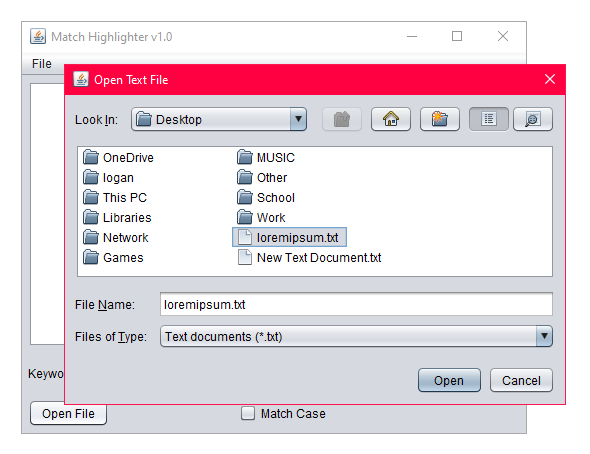 Match Highlighter v1.0
File
Open Text File
Look In: Desktop
OneDrive MUSIC
logan Other
This PC School
Libraries Work
Network loremipsum.txt
Games New Text Document.txt
File Name: loremipsum.txt
Files of Type: Text documents (*.txt)
Keywo
Open Cancel
Open File Match Case